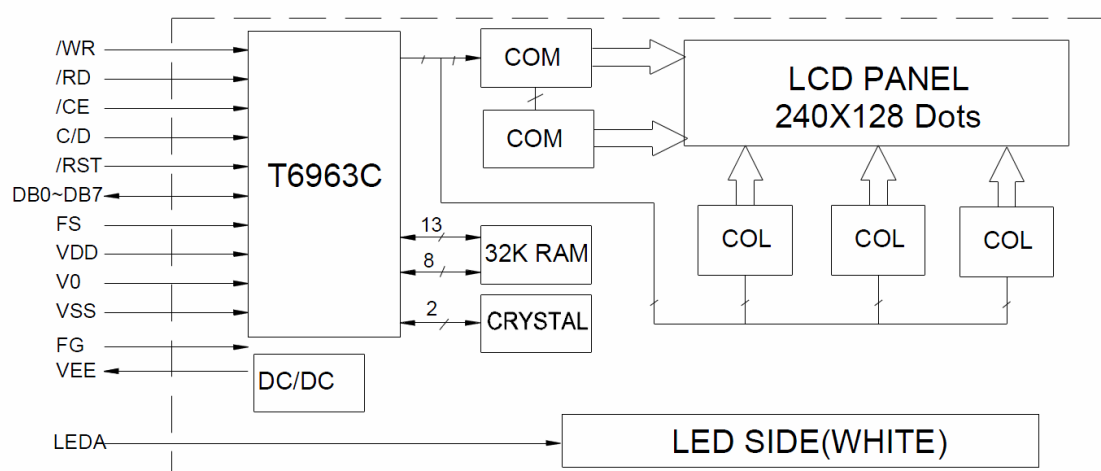 /WR
/RD
/CE
C/D
/RST
DB0~DB7
FS
VDD
V0
VSS
FG
VEE
LEDA
T6963C
DC/DC
COM
COM
13
8
32K RAM
2
CRYSTAL
LCD PANEL
240X128 Dots
COL
COL
COL
LED SIDE(WHITE)